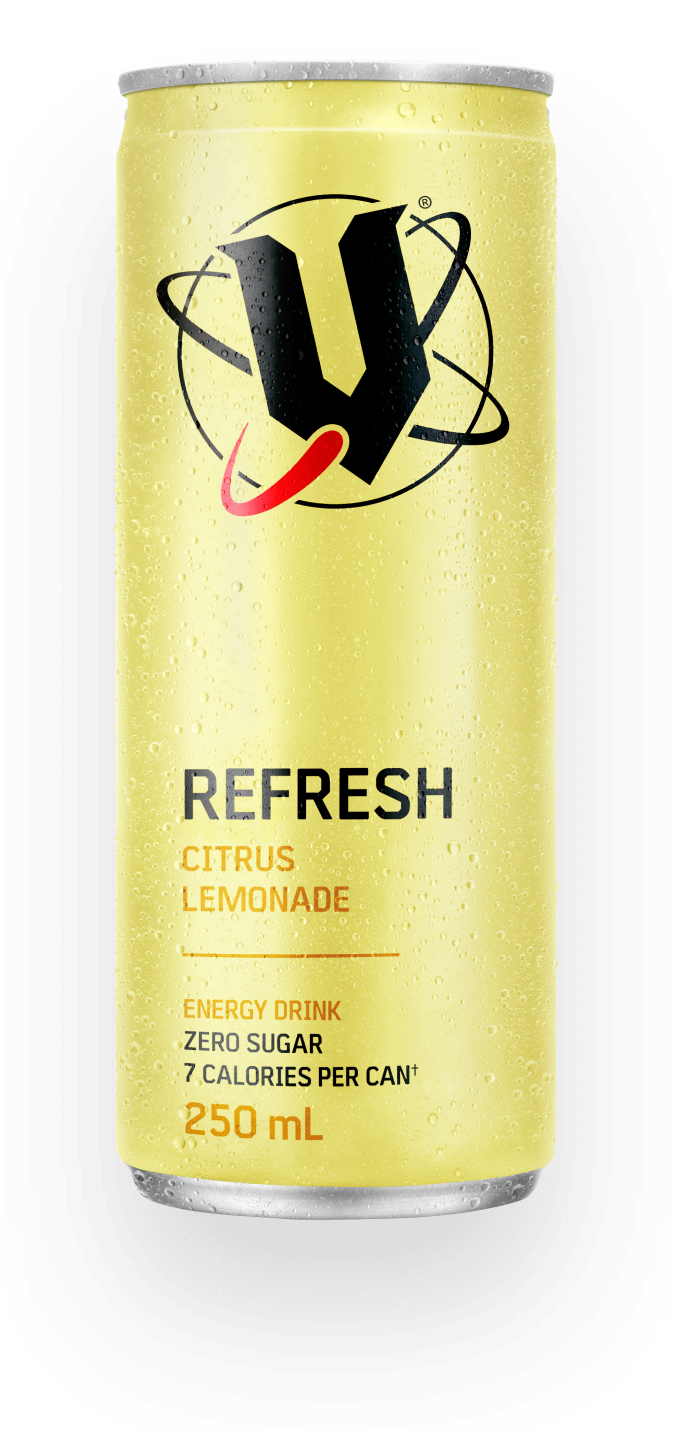 V®
REFRESH
CITRUS
LEMONADE
ENERGY DRINK
ZERO SUGAR
7 CALORIES PER CAN†
250 mL